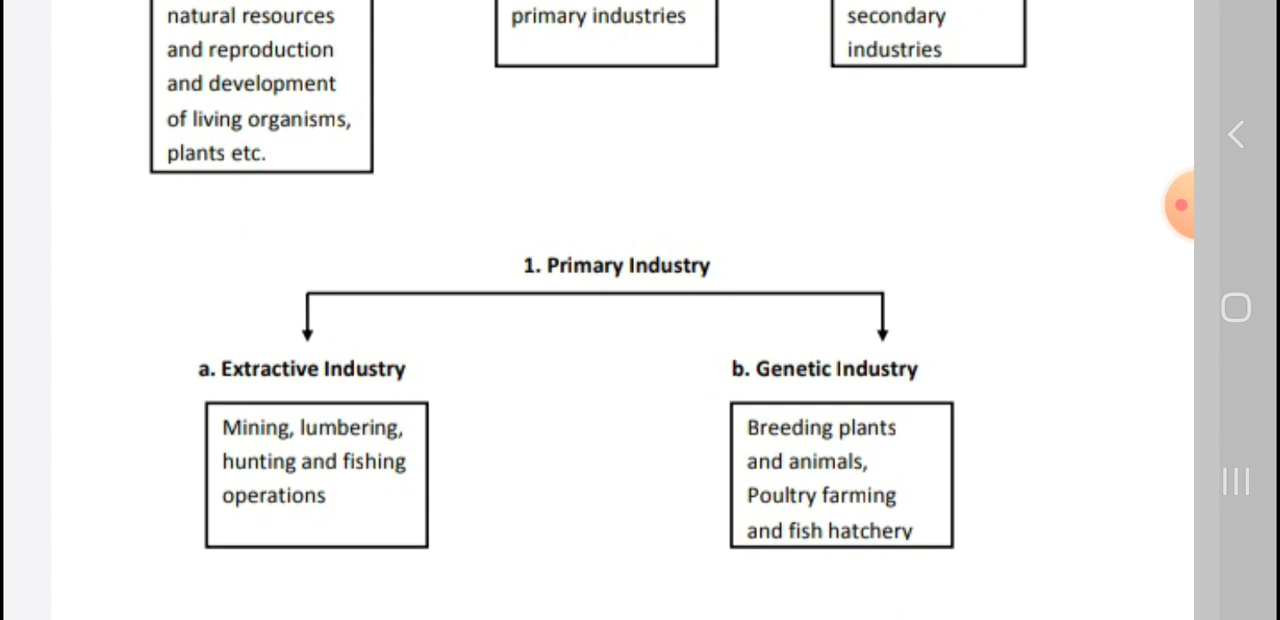 natural resources
and reproduction
and development
of living organisms,
plants etc.
primary industries
secondary
industries
1. Primary Industry
a. Extractive Industry
Mining, lumbering,
hunting and fishing
operations
b. Genetic Industry
Breeding plants
and animals,
Poultry farming
and fish hatchery